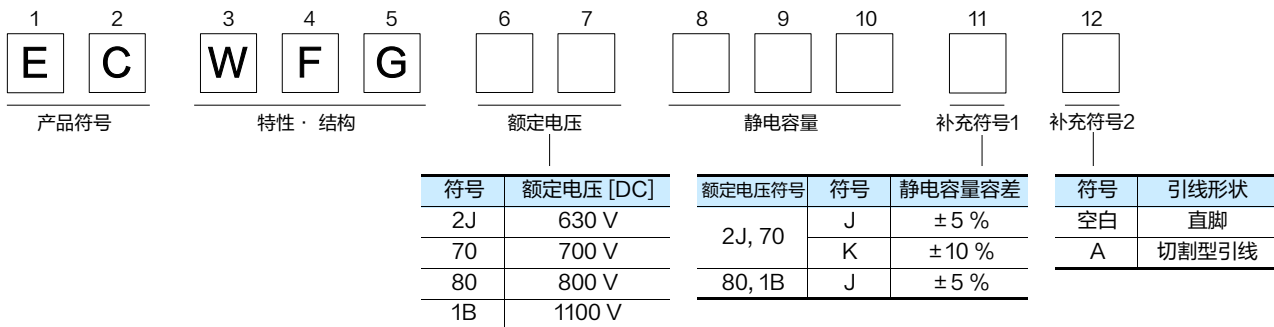 1 2 3 4 5 6 7 8 9 10 11 12
E C W F G
产品符号 特性· 结构 额定电压 静电容量 补充符号1 补充符号2
符号 额定电压 [DC]
2J 630 V
70 700 V
80 800 V
1B 1100 V
额定电压符号 符号 静电容量容差
2J, 70 J ±5 %
K ±10 %
80, 1B J ±5 %
符号 引线形状
空白 直脚
A 切割型引线